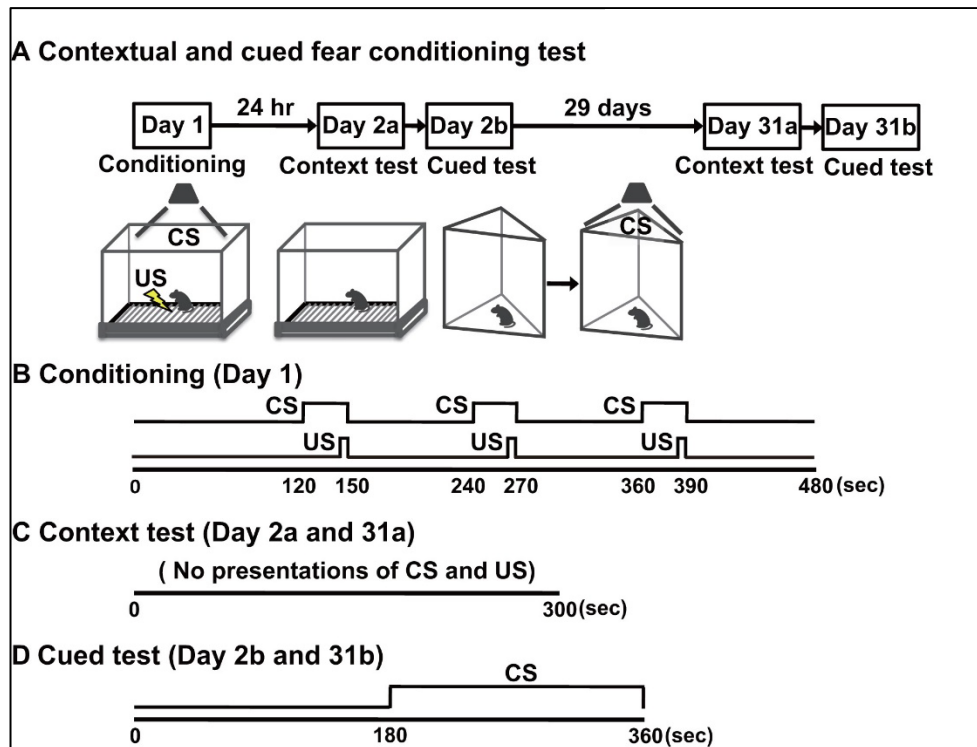 A Contextual and cued fear conditioning test
24 hr
29 days
Day 1
Day 2a
Day 2b
Day 31a
Day 31b
Conditioning
Context test
Cued test
Context test
Cued test
CS
US
CS
B Conditioning (Day 1)
CS CS CS
US US US
0 120 150 240 270 360 390 480 (sec)
C Context test (Day 2a and 31a)
( No presentations of CS and US)
0 300 (sec)
D Cued test (Day 2b and 31b)
CS
0 180 360 (sec)